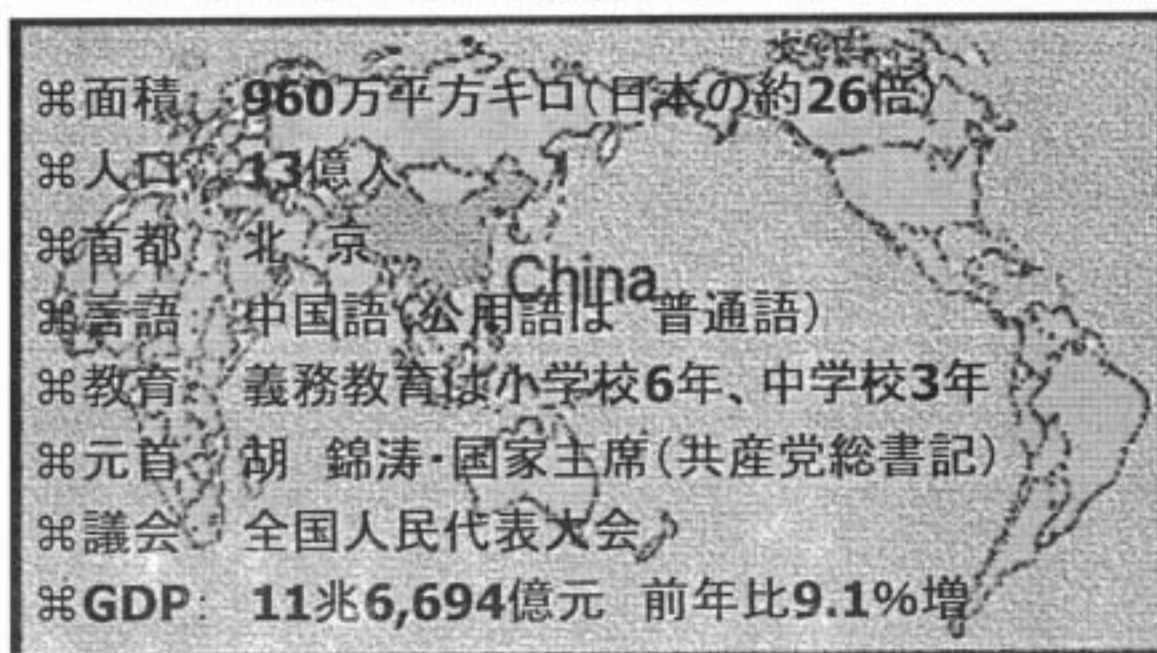 ⌘面積: 960万平方キロ(日本の約26倍)
⌘人口: 13億人
⌘首都: 北 京
China
⌘言語: 中国語(公用語は 普通語)
⌘教育: 義務教育は小学校6年、中学校3年
⌘元首: 胡 錦涛・国家主席(共産党総書記)
⌘議会: 全国人民代表大会
⌘GDP: 11兆6,694億元 前年比9.1%増